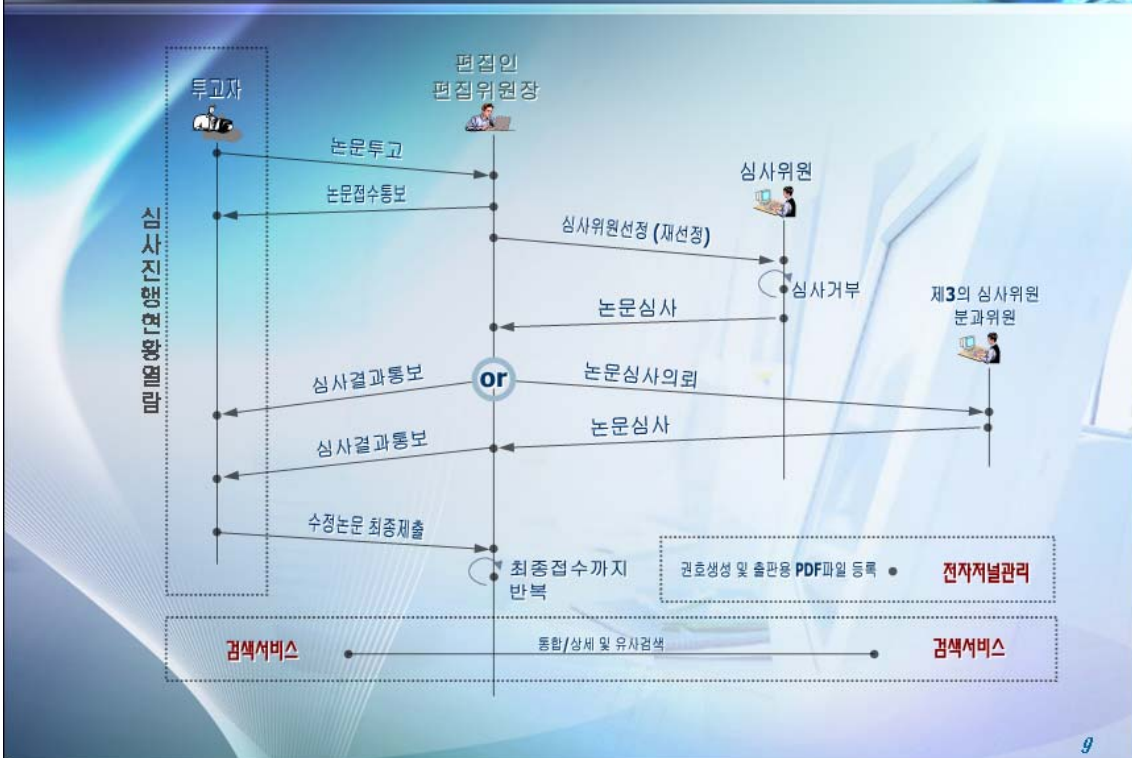 투고자
편집인
편집위원장
논문투고
논문접수통보
심사위원
심사위원선정 (재선정)
심사거부
논문심사
제3의 심사위원
분과위원
심사진행현황열람
심사결과통보
or
논문심사의뢰
논문심사
심사결과통보
수정논문 최종제출
최종접수까지
반복
권호생성 및 출판용 PDF파일 등록
전자저널관리
검색서비스
통합/상세 및 유사검색
검색서비스
9